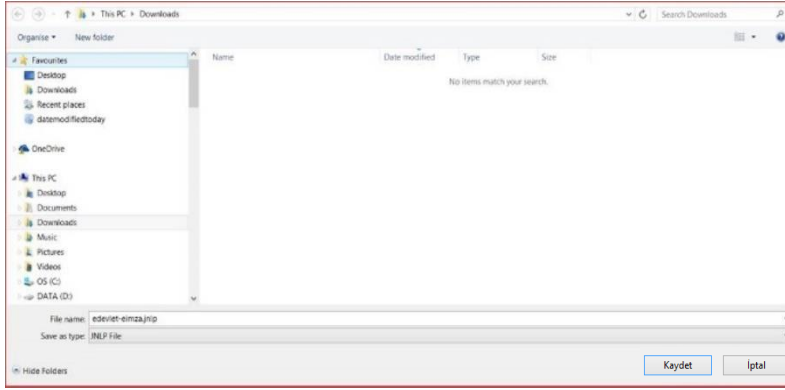 This PC Downloads
Search Downloads
Organise New folder
Favourites
Desktop
Downloads
Recent places
datemodifiedtoday
OneDrive
This PC
Desktop
Documents
Downloads
Music
Pictures
Videos
OS (C:)
DATA (D:)
Name Date modified Type Size
No items match your search.
File name: edevlet-eimza.jnlp
Save as type: JNLP File
Hide Folders
Kaydet İptal